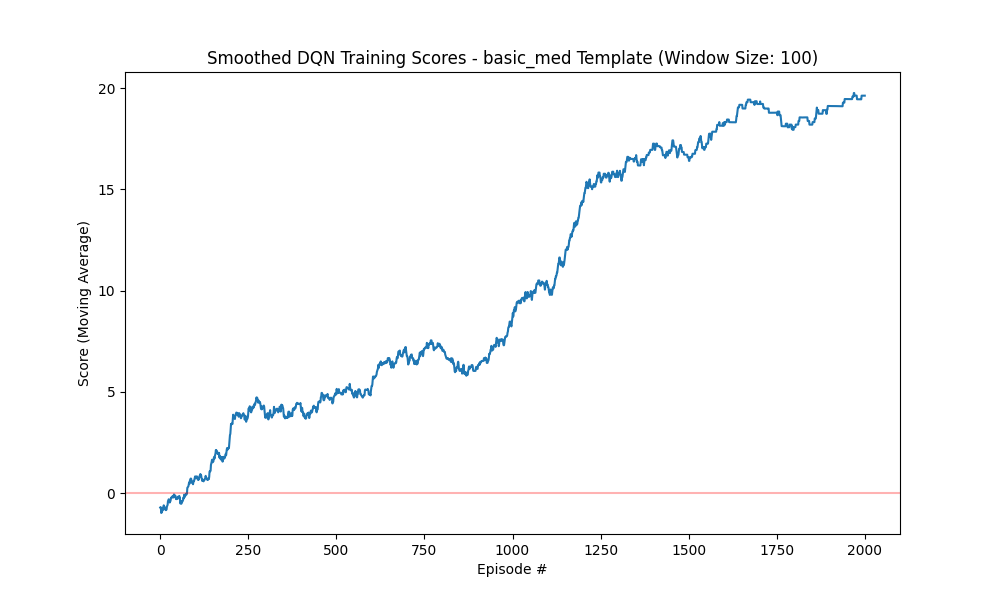 Smoothed DQN Training Scores - basic_med Template (Window Size: 100)
20
15
10
5
0
Score (Moving Average)
0 250 500 750 1000 1250 1500 1750 2000
Episode #